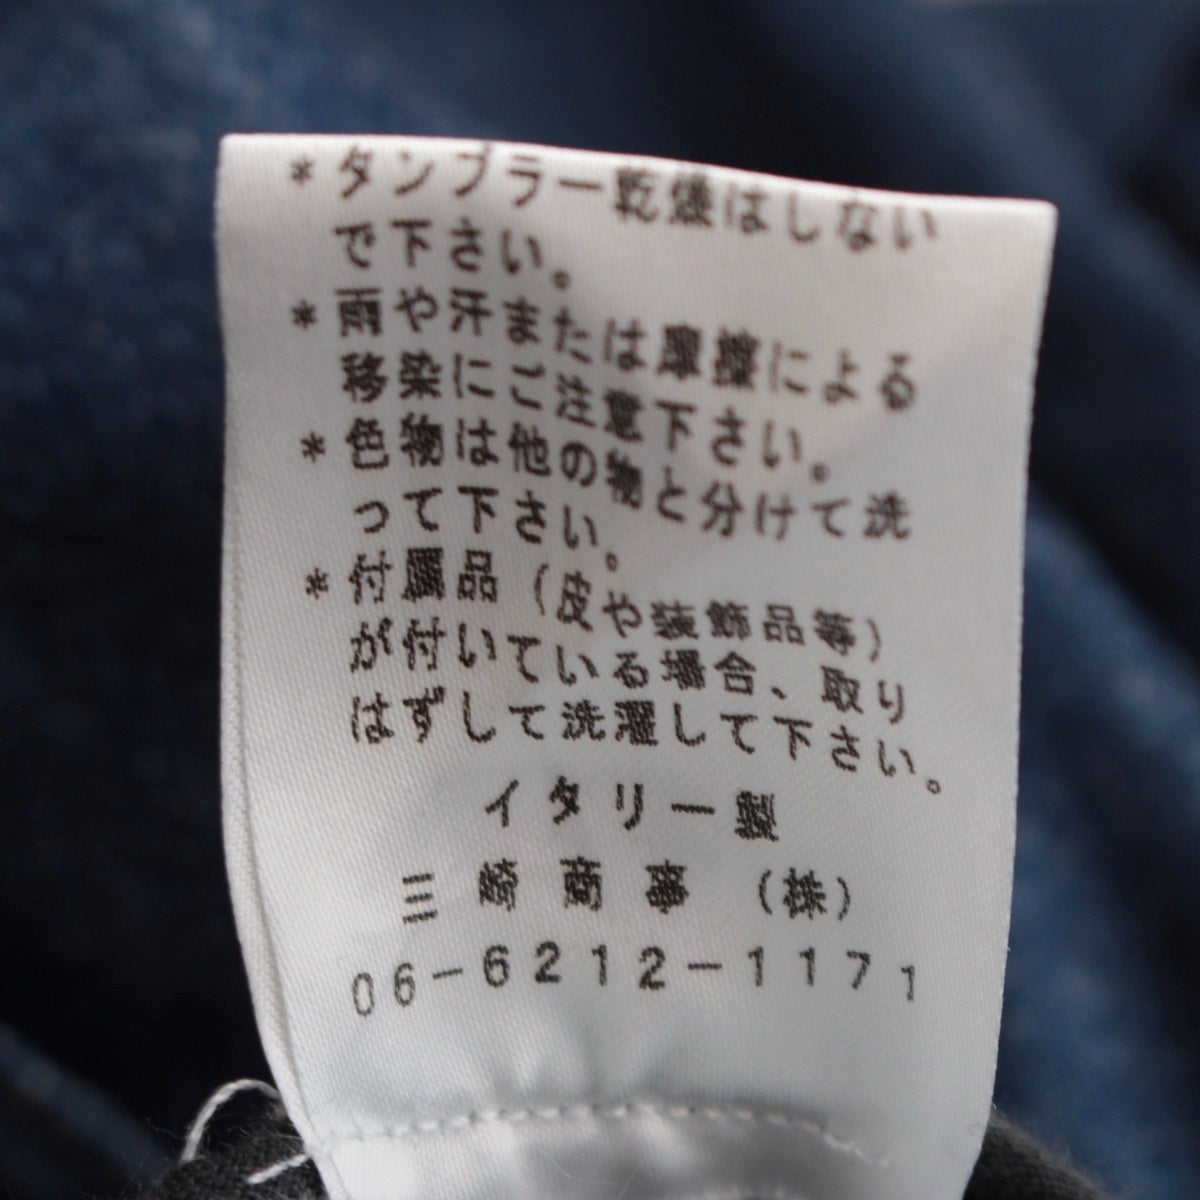 *タンブラー乾燥はしない
で下さい。
*雨や汗または摩擦による
移染にご注意下さい。
*色物は他の物と分けて洗
って下さい。
*付属品(皮や装飾品等)
が付いている場合、取り
はずして洗濯して下さい。
イタリー製
三崎商事(株)
06-6212-1171